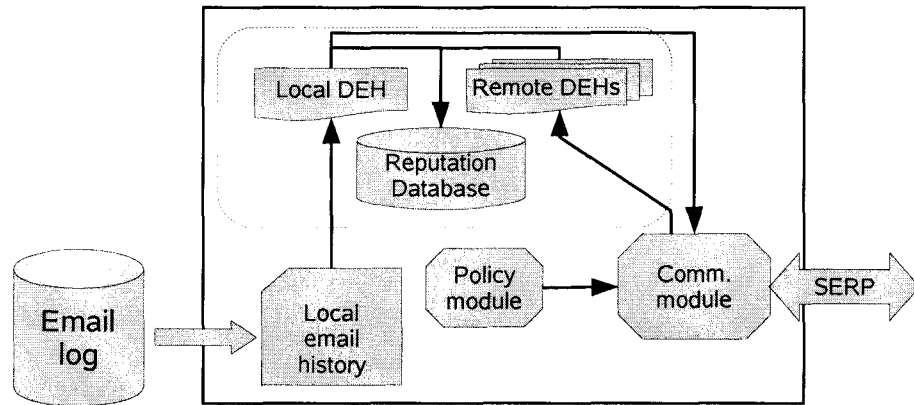 Local DEH
Remote DEHs
Reputation
Database
Email
log
Local
email
history
Policy
module
Comm.
module
SERP